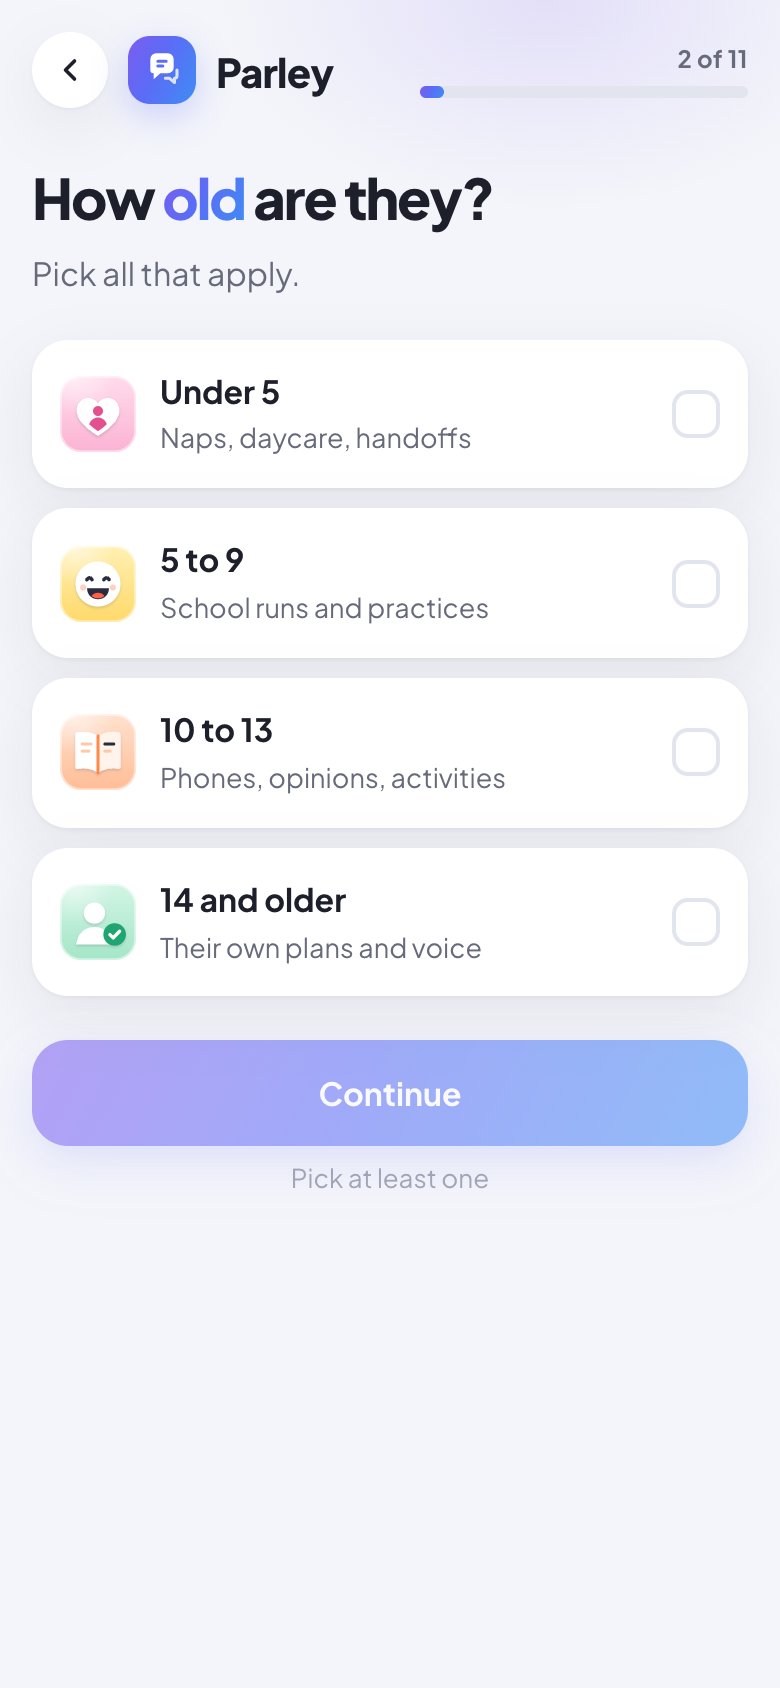 Parley
2 of 11
How old are they?
Pick all that apply.
Under 5
Naps, daycare, handoffs
5 to 9
School runs and practices
10 to 13
Phones, opinions, activities
14 and older
Their own plans and voice
Continue
Pick at least one